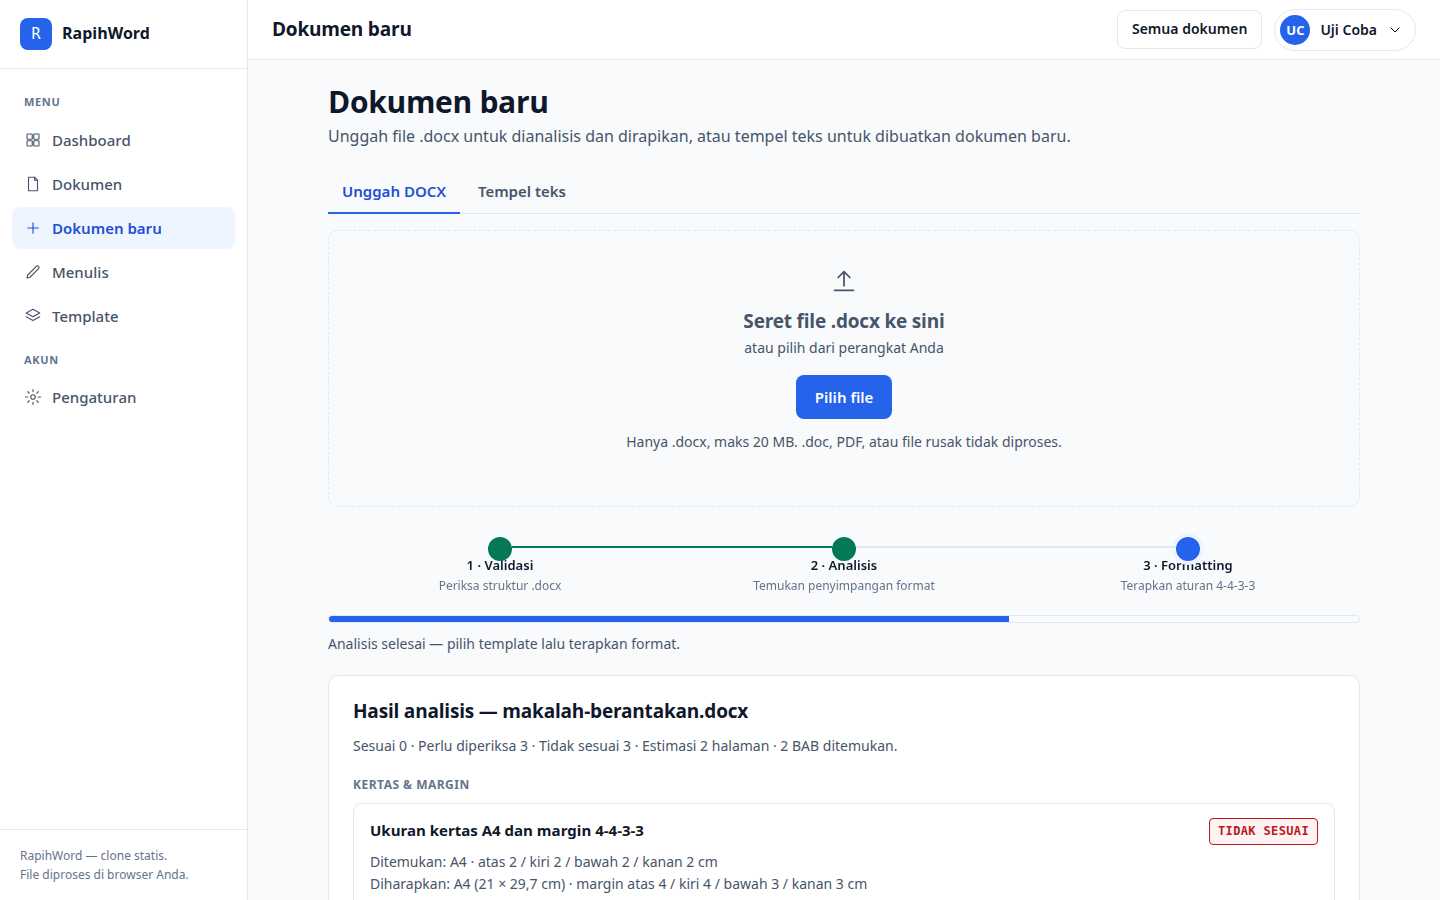 R RapihWord
MENU
Dashboard
Dokumen
Dokumen baru
Menulis
Template
AKUN
Pengaturan
RapihWord — clone statis.
File diproses di browser Anda.
Dokumen baru
Semua dokumen
UC Uji Coba
Dokumen baru
Unggah file .docx untuk dianalisis dan dirapikan, atau tempel teks untuk dibuatkan dokumen baru.
Unggah DOCX Tempel teks
Seret file .docx ke sini
atau pilih dari perangkat Anda
Pilih file
Hanya .docx, maks 20 MB. .doc, PDF, atau file rusak tidak diproses.
1 · Validasi
Periksa struktur .docx
2 · Analisis
Temukan penyimpangan format
3 · Formatting
Terapkan aturan 4-4-3-3
Analisis selesai — pilih template lalu terapkan format.
Hasil analisis — makalah-berantakan.docx
Sesuai 0 · Perlu diperiksa 3 · Tidak sesuai 3 · Estimasi 2 halaman · 2 BAB ditemukan.
KERTAS & MARGIN
Ukuran kertas A4 dan margin 4-4-3-3
TIDAK SESUAI
Ditemukan: A4 · atas 2 / kiri 2 / bawah 2 / kanan 2 cm
Diharapkan: A4 (21 × 29,7 cm) · margin atas 4 / kiri 4 / bawah 3 / kanan 3 cm